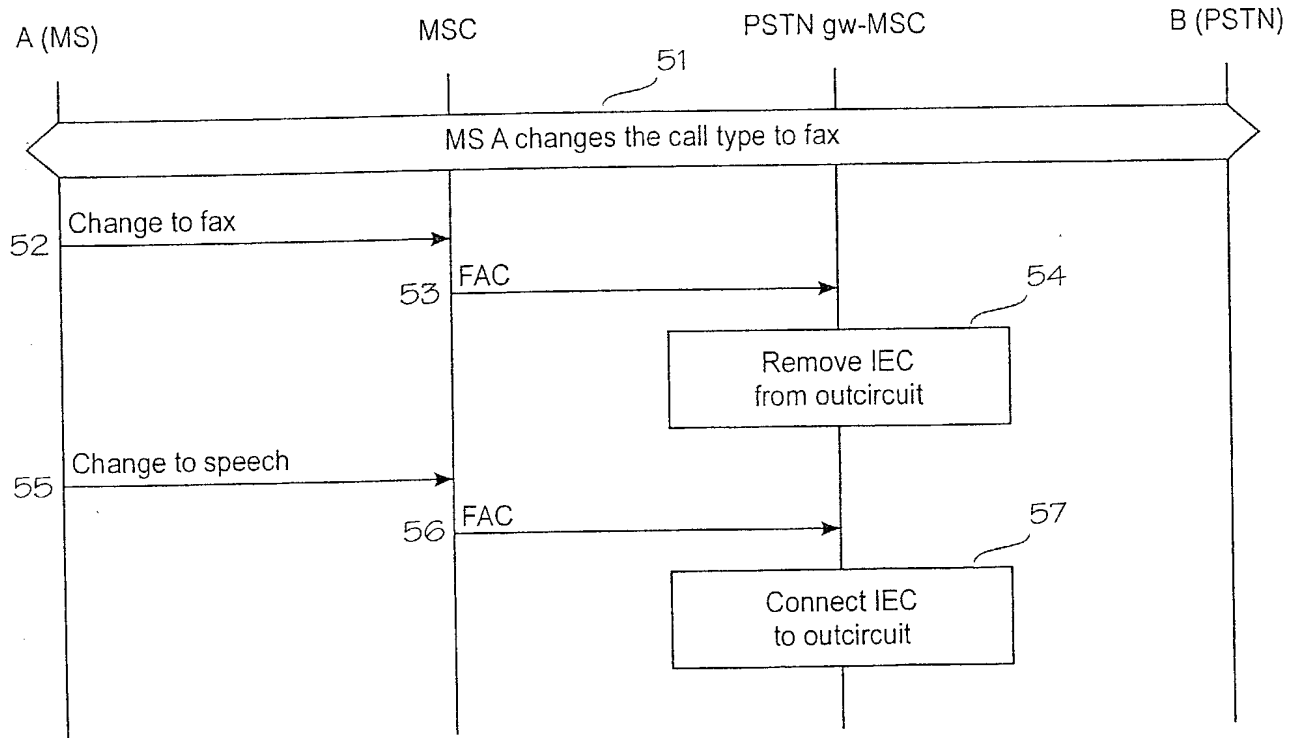 A (MS)
MSC
PSTN gw-MSC
B (PSTN)
51
MS A changes the call type to fax
Change to fax
52
FAC
53
54
Remove IEC
from outcircuit
Change to speech
55
FAC
56
57
Connect IEC
to outcircuit